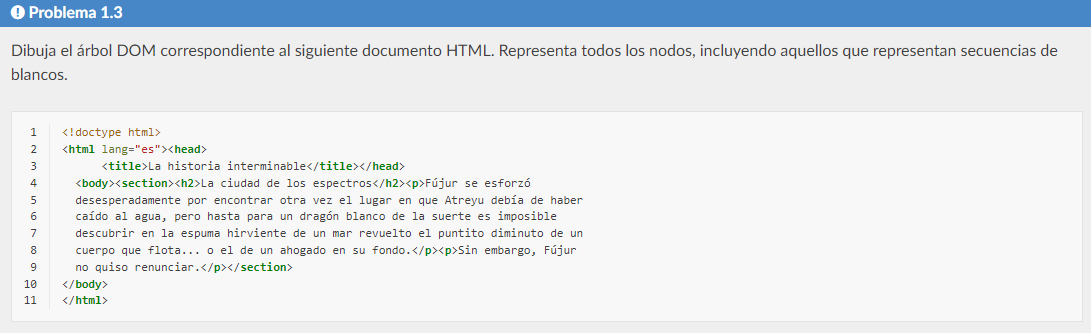 Problema 1.3
Dibuja el árbol DOM correspondiente al siguiente documento HTML. Representa todos los nodos, incluyendo aquellos que representan secuencias de
blancos.
1 <!doctype html>
2 <html lang="es"><head>
3 <title>La historia interminable</title></head>
4 <body><section><h2>La ciudad de los espectros</h2><p>Fújur se esforzó
5 desesperadamente por encontrar otra vez el lugar en que Atreyu debía de haber
6 caído al agua, pero hasta para un dragón blanco de la suerte es imposible
7 descubrir en la espuma hirviente de un mar revuelto el puntito diminuto de un
8 cuerpo que flota... o el de un ahogado en su fondo.</p><p>Sin embargo, Fújur
9 no quiso renunciar.</p></section>
10 </body>
11 </html>